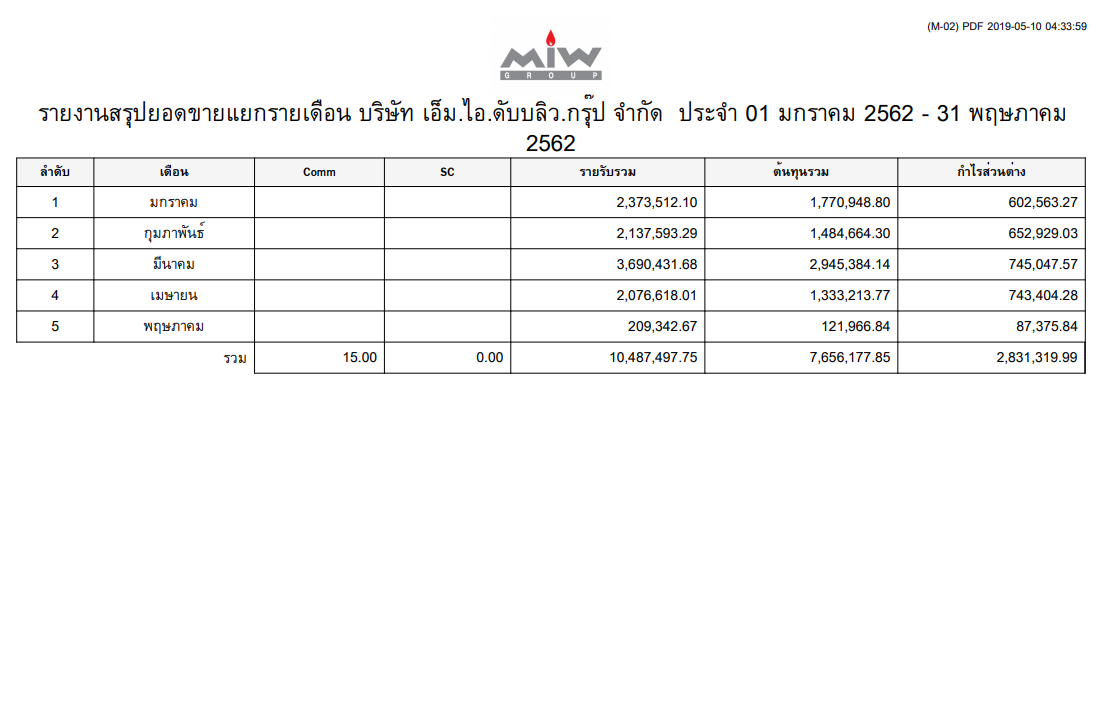 (M-02) PDF 2019-05-10 04:33:59
MIW
GROUP
รายงานสรุปยอดขายแยกรายเดือน บริษัท เอ็ม.ไอ.ดับบลิว.กรุ๊ป จำกัด ประจำ 01 มกราคม 2562 - 31 พฤษภาคม
2562
ลำดับ เดือน Comm SC รายรับรวม ต้นทุนรวม กำไรส่วนต่าง
1 มกราคม 2,373,512.10 1,770,948.80 602,563.27
2 กุมภาพันธ์ 2,137,593.29 1,484,664.30 652,929.03
3 มีนาคม 3,690,431.68 2,945,384.14 745,047.57
4 เมษายน 2,076,618.01 1,333,213.77 743,404.28
5 พฤษภาคม 209,342.67 121,966.84 87,375.84
รวม 15.00 0.00 10,487,497.75 7,656,177.85 2,831,319.99